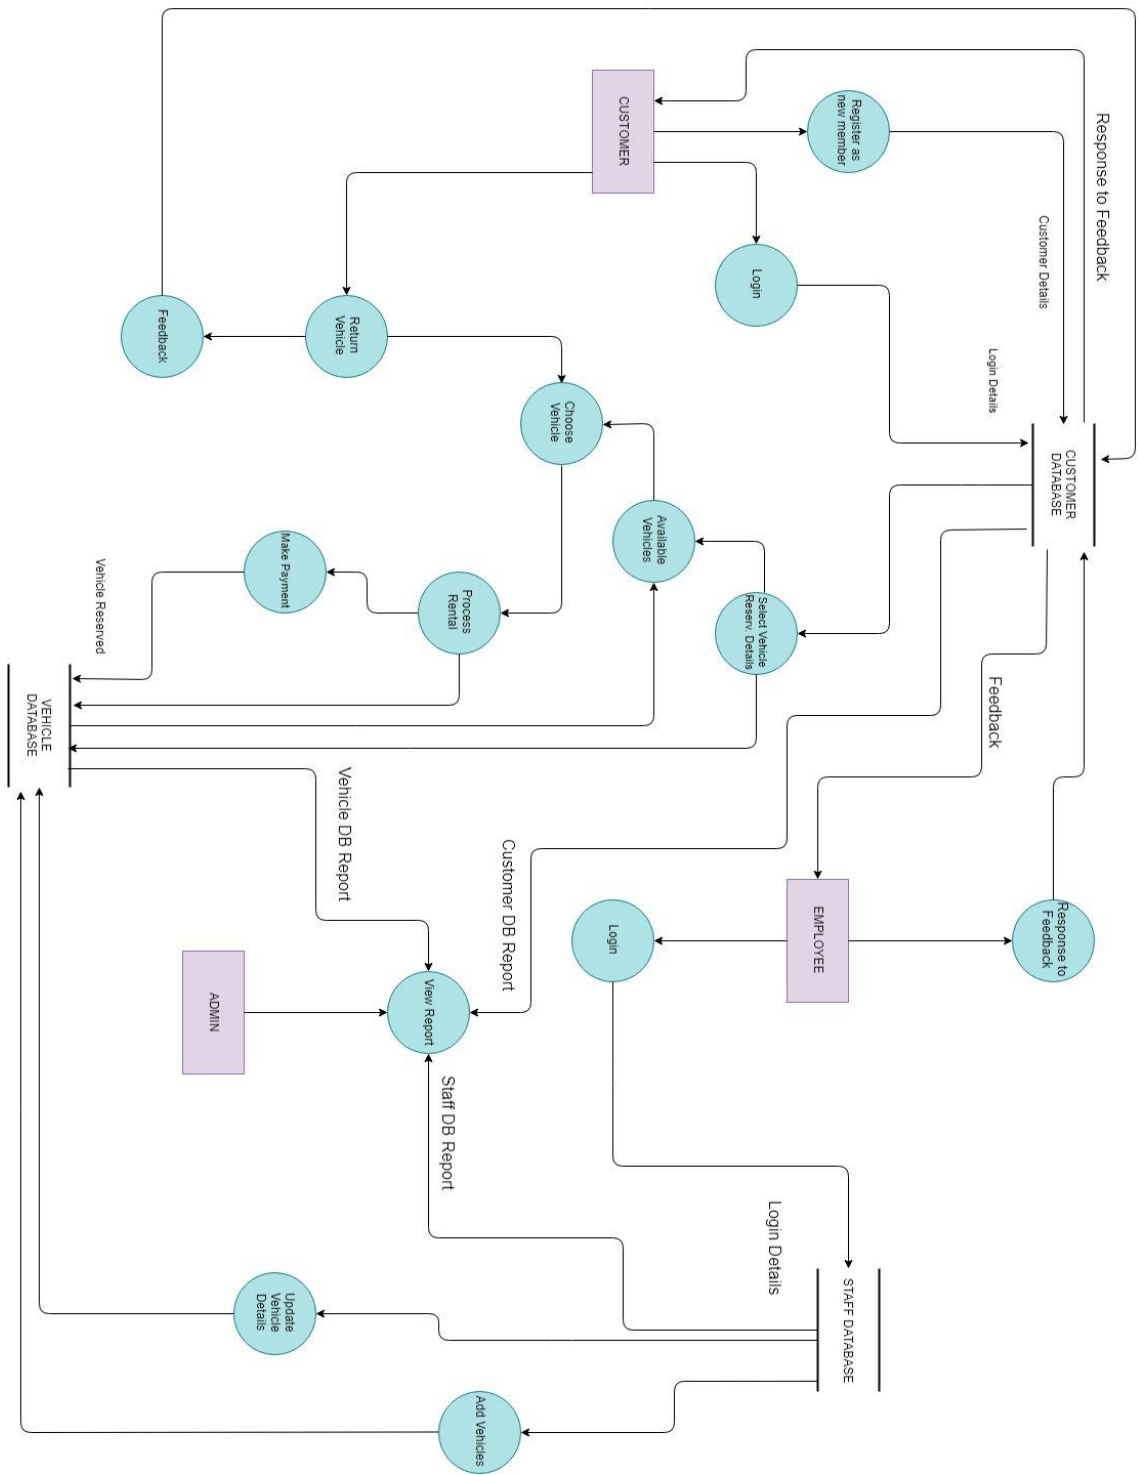 Response to Feedback
Register as
new member
Customer Details
CUSTOMER
Login
Login Details
CUSTOMER
DATABASE
Return
Vehicle
Feedback
Choose
Vehicle
Available
Vehicles
Select Vehicle
Reserv. Details
Process
Rental
Make Payment
Vehicle Reserved
VEHICLE
DATABASE
Feedback
Response to
Feedback
EMPLOYEE
Login
Customer DB Report
Vehicle DB Report
View Report
ADMIN
Staff DB Report
Login Details
STAFF DATABASE
Update
Vehicle
Details
Add Vehicles